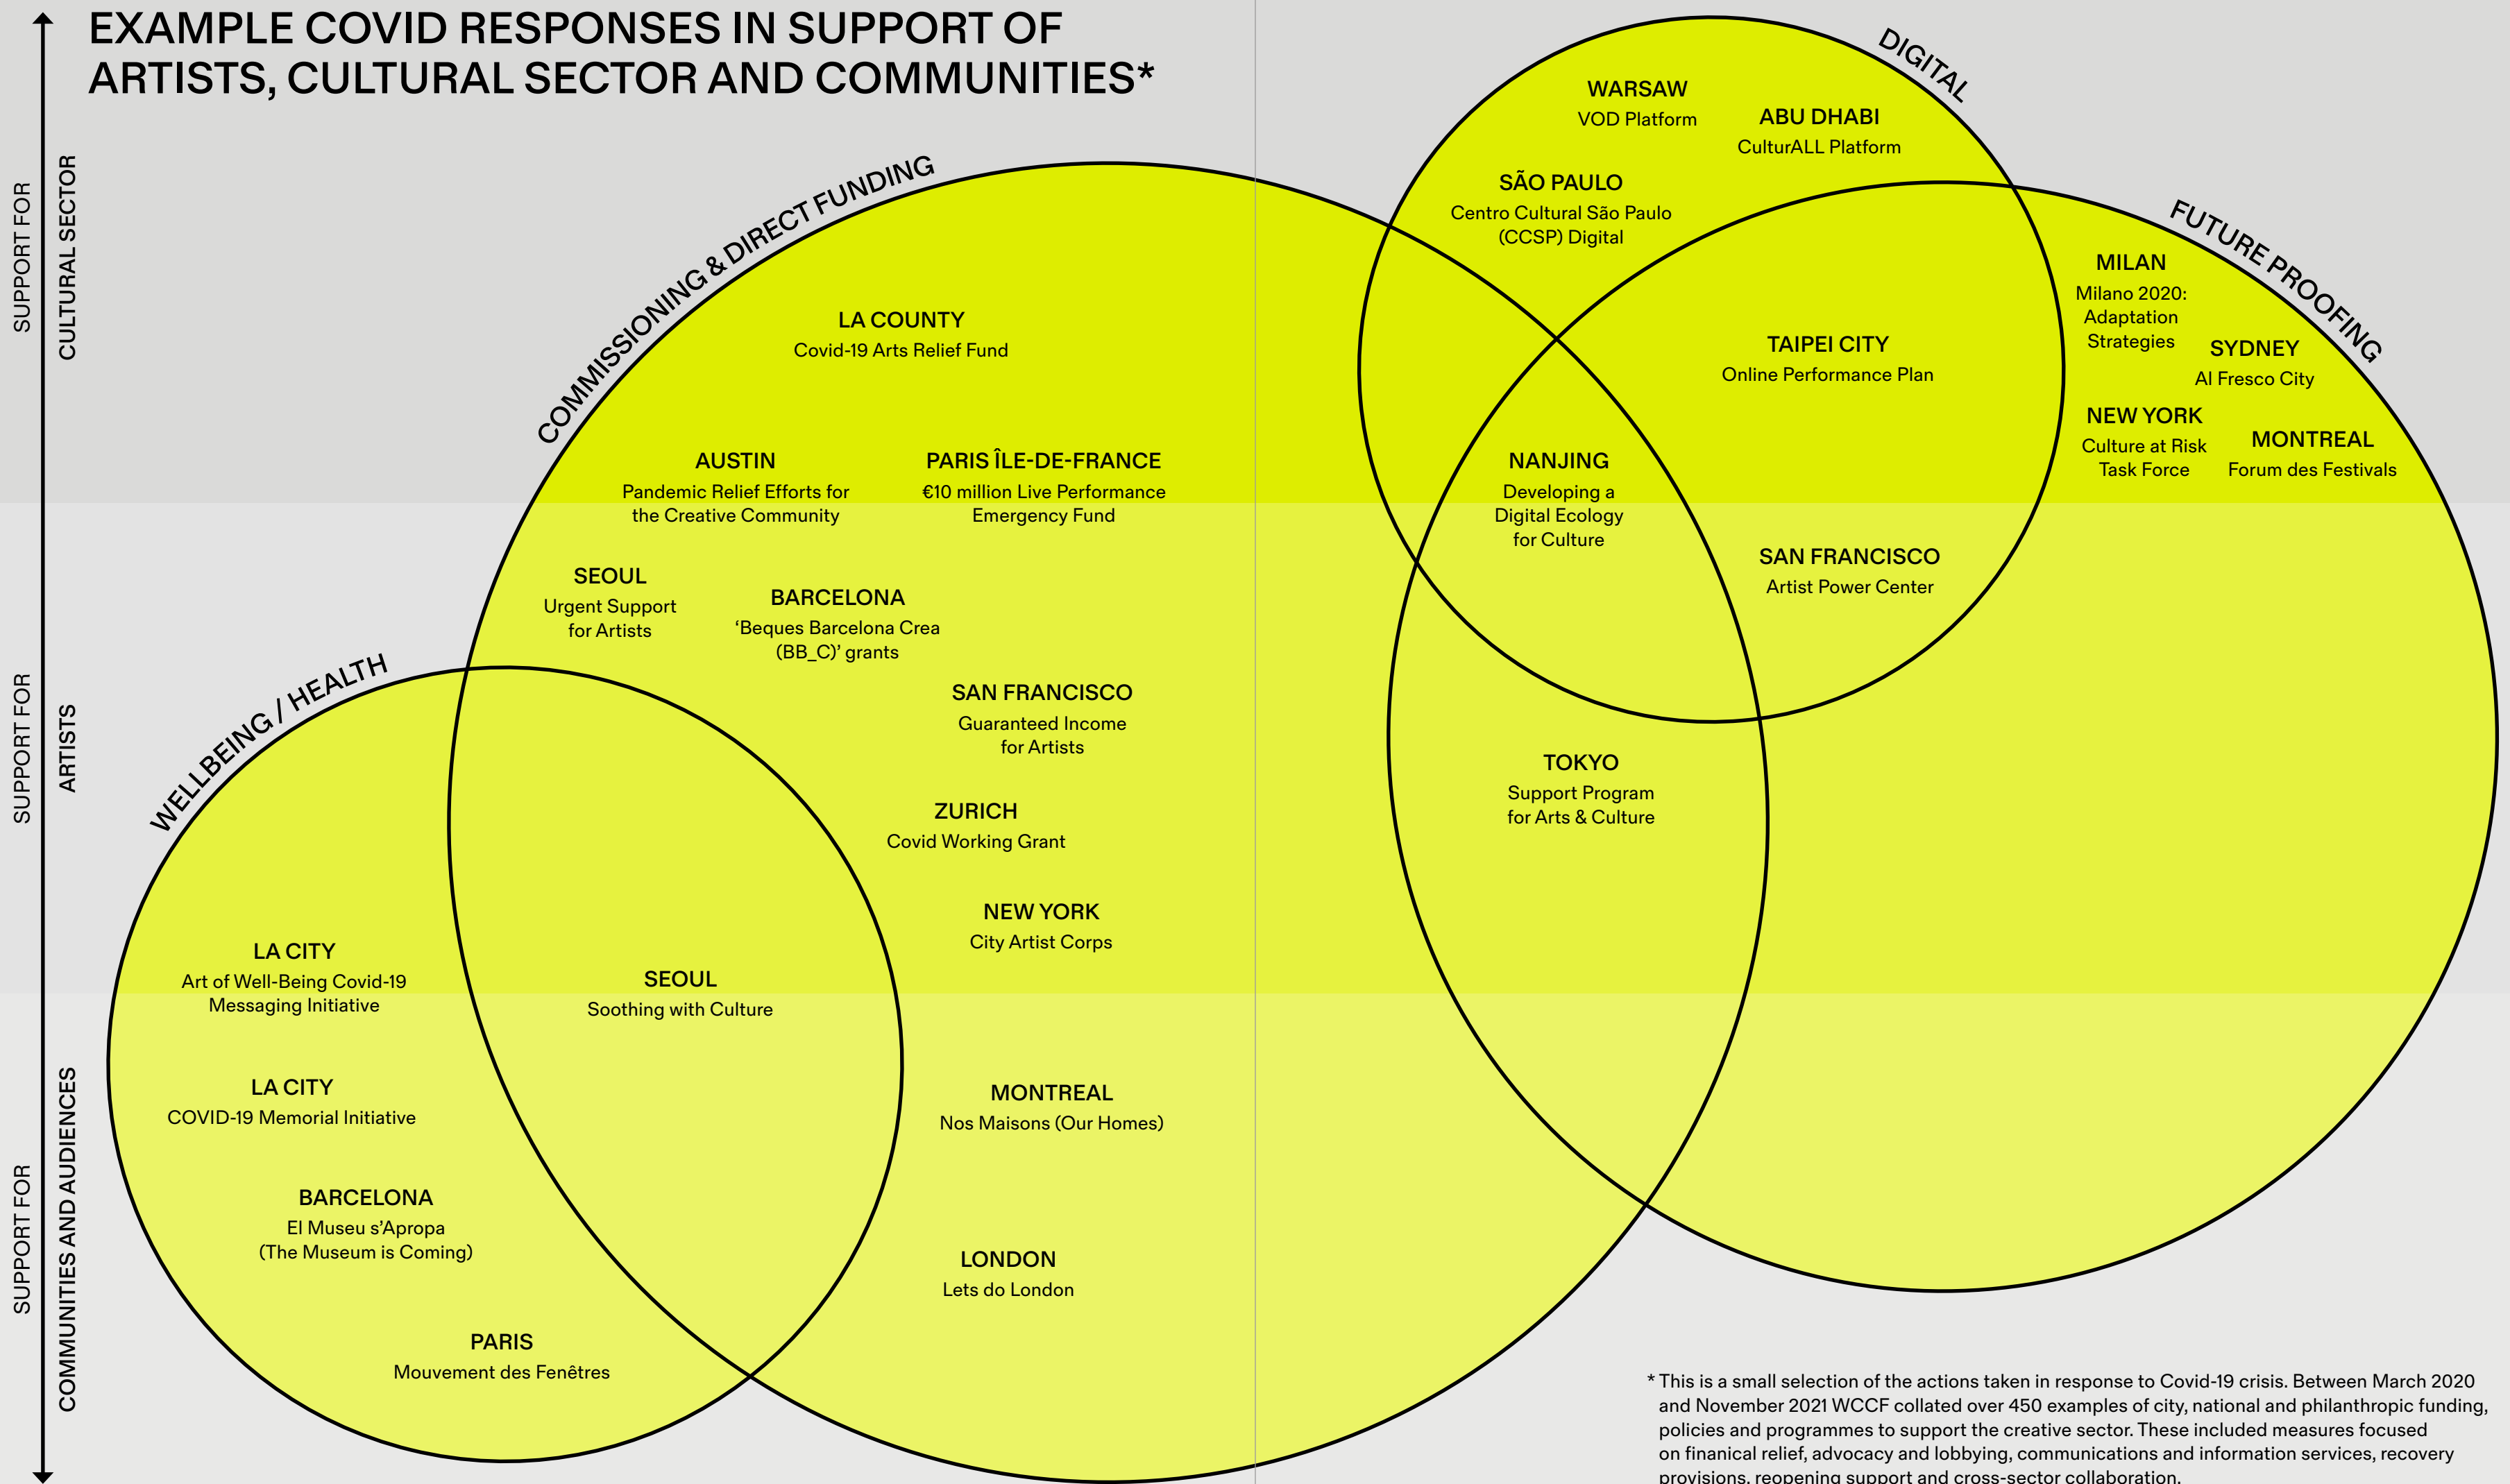 EXAMPLE COVID RESPONSES IN SUPPORT OF
ARTISTS, CULTURAL SECTOR AND COMMUNITIES*
SUPPORT FOR
CULTURAL SECTOR
SUPPORT FOR
ARTISTS
SUPPORT FOR
COMMUNITIES AND AUDIENCES
COMMISSIONING & DIRECT FUNDING
LA COUNTY
Covid-19 Arts Relief Fund
AUSTIN
Pandemic Relief Efforts for
the Creative Community
PARIS ÎLE-DE-FRANCE
€10 million Live Performance
Emergency Fund
SEOUL
Urgent Support
for Artists
BARCELONA
‘Beques Barcelona Crea
(BB_C)’ grants
SAN FRANCISCO
Guaranteed Income
for Artists
ZURICH
Covid Working Grant
NEW YORK
City Artist Corps
MONTREAL
Nos Maisons (Our Homes)
LONDON
Lets do London
WELLBEING / HEALTH
LA CITY
Art of Well-Being Covid-19
Messaging Initiative
SEOUL
Soothing with Culture
LA CITY
COVID-19 Memorial Initiative
BARCELONA
El Museu s’Apropa
(The Museum is Coming)
PARIS
Mouvement des Fenêtres
DIGITAL
WARSAW
VOD Platform
ABU DHABI
CulturALL Platform
SÃO PAULO
Centro Cultural São Paulo
(CCSP) Digital
TAIPEI CITY
Online Performance Plan
NANJING
Developing a
Digital Ecology
for Culture
SAN FRANCISCO
Artist Power Center
TOKYO
Support Program
for Arts & Culture
FUTURE PROOFING
MILAN
Milano 2020:
Adaptation
Strategies
SYDNEY
Al Fresco City
NEW YORK
Culture at Risk
Task Force
MONTREAL
Forum des Festivals
* This is a small selection of the actions taken in response to Covid-19 crisis. Between March 2020
and November 2021 WCCF collated over 450 examples of city, national and philanthropic funding,
policies and programmes to support the creative sector. These included measures focused
on finanical relief, advocacy and lobbying, communications and information services, recovery
provisions, reopening support and cross-sector collaboration.